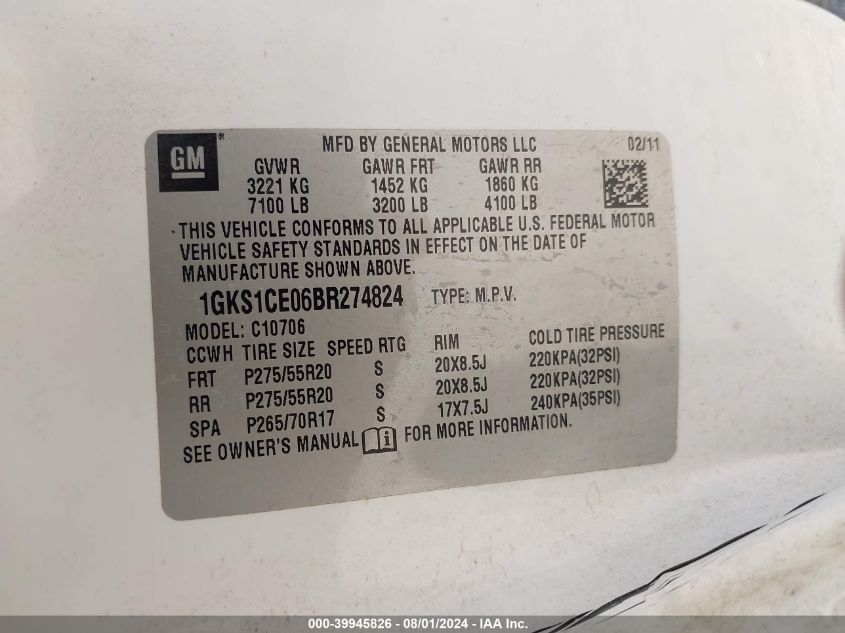 GM®
MFD BY GENERAL MOTORS LLC 02/11
GVWR GAWR FRT GAWR RR
3221 KG 1452 KG 1860 KG
7100 LB 3200 LB 4100 LB
THIS VEHICLE CONFORMS TO ALL APPLICABLE U.S. FEDERAL MOTOR
VEHICLE SAFETY STANDARDS IN EFFECT ON THE DATE OF
MANUFACTURE SHOWN ABOVE.
1GKS1CE06BR274824 TYPE: M.P.V.
MODEL: C10706
CCWH TIRE SIZE SPEED RTG RIM COLD TIRE PRESSURE
FRT P275/55R20 S 20X8.5J 220KPA(32PSI)
RR P275/55R20 S 20X8.5J 220KPA(32PSI)
SPA P265/70R17 S 17X7.5J 240KPA(35PSI)
SEE OWNER'S MANUAL i FOR MORE INFORMATION.
000-39945826 - 08/01/2024 - IAA Inc.